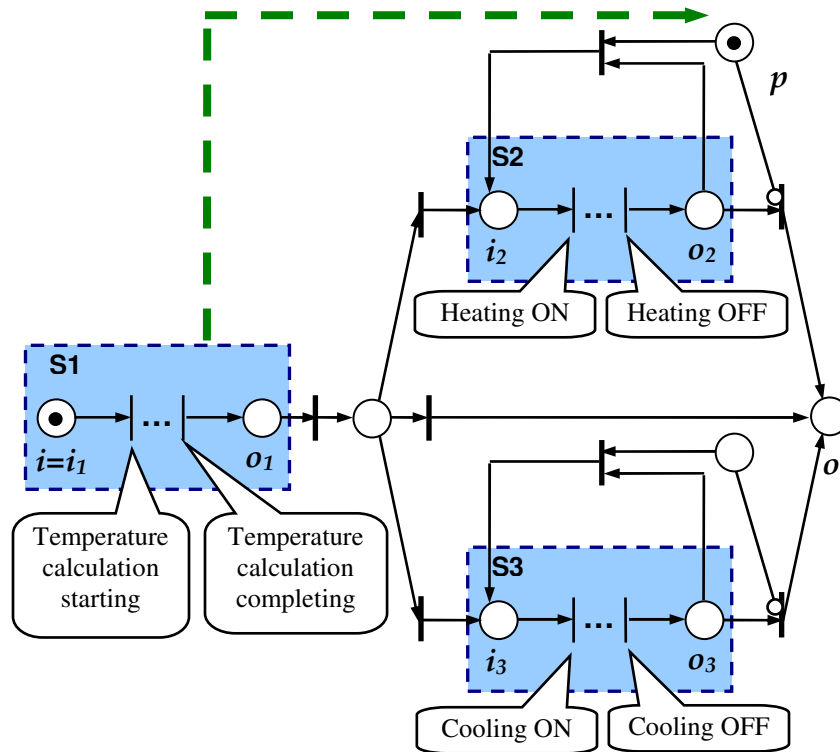 p
S2
...
i2
o2
Heating ON
Heating OFF
S1
...
i=i1
o1
o
Temperature
calculation
starting
Temperature
calculation
completing
S3
...
i3
o3
Cooling ON
Cooling OFF